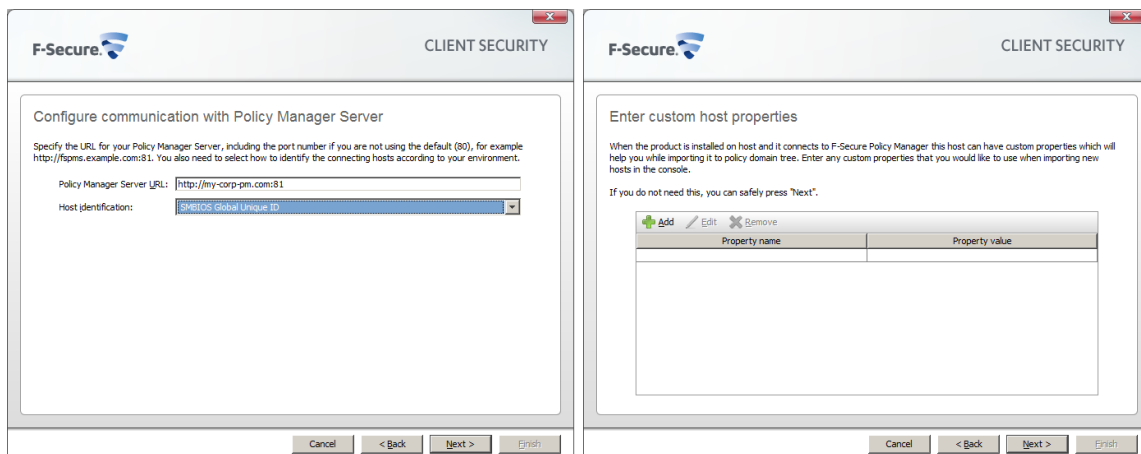 F-Secure.
CLIENT SECURITY
Configure communication with Policy Manager Server
Specify the URL for your Policy Manager Server, including the port number if you are not using the default (80), for example
http://fspms.example.com:81. You also need to select how to identify the connecting hosts according to your environment.
Policy Manager Server URL: http://my-corp-pm.com:81
Host identification: SMBIOS Global Unique ID
Cancel < Back Next > Finish
F-Secure.
CLIENT SECURITY
Enter custom host properties
When the product is installed on host and it connects to F-Secure Policy Manager this host can have custom properties which will
help you while importing it to policy domain tree. Enter any custom properties that you would like to use when importing new
hosts in the console.
If you do not need this, you can safely press "Next".
Add Edit Remove
Property name Property value
Cancel < Back Next > Finish